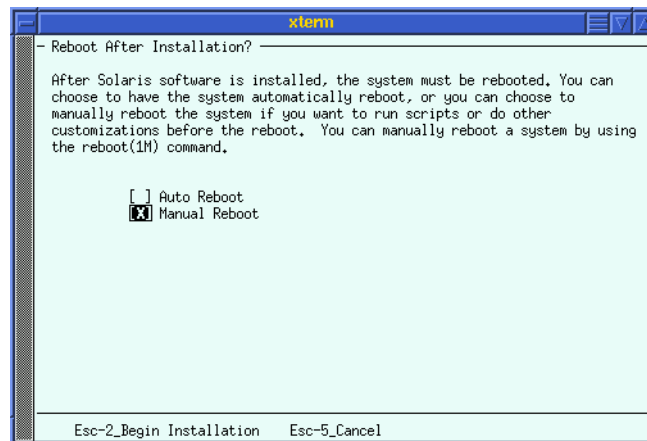 xterm
Reboot After Installation?
After Solaris software is installed, the system must be rebooted. You can
choose to have the system automatically reboot, or you can choose to
manually reboot the system if you want to run scripts or do other
customizations before the reboot.  You can manually reboot a system by using
the reboot(1M) command.
[ ] Auto Reboot
[X] Manual Reboot
Esc-2_Begin Installation    Esc-5_Cancel